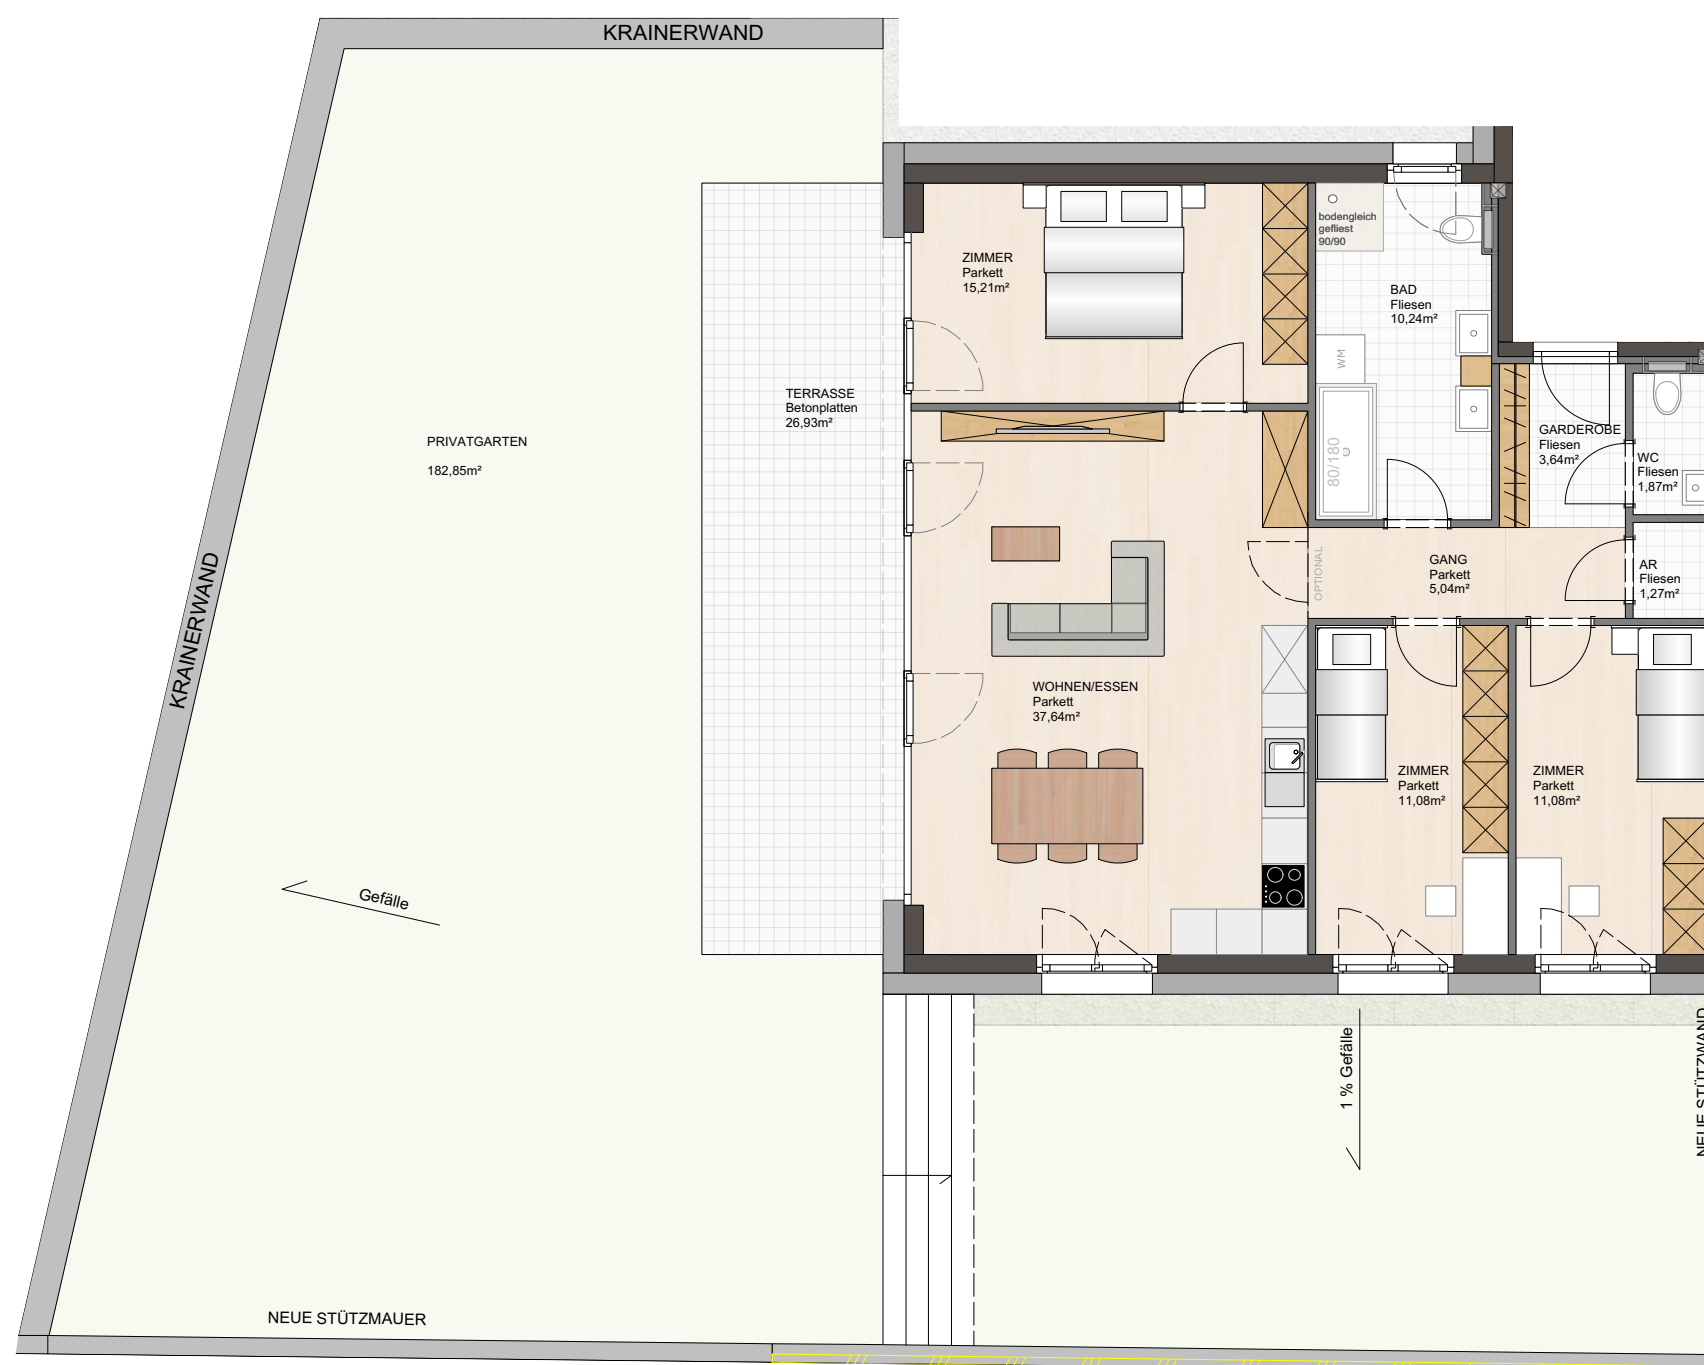 KRAINERWAND
bodengleich
gefliest
90/90
ZIMMER
Parkett
15,21m²
BAD
Fliesen
10,24m²
WM
TERRASSE
Betonplatten
26,93m²
PRIVATGARTEN
182,85m²
80/180
GARDEROBE
Fliesen
3,64m²
WC
Fliesen
1,87m²
OPTIONAL
GANG
Parkett
5,04m²
AR
Fliesen
1,27m²
KRAINERWAND
WOHNEN/ESSEN
Parkett
37,64m²
ZIMMER
Parkett
11,08m²
ZIMMER
Parkett
11,08m²
Gefälle
1 % Gefälle
NEUE STÜTZWAND
NEUE STÜTZMAUER